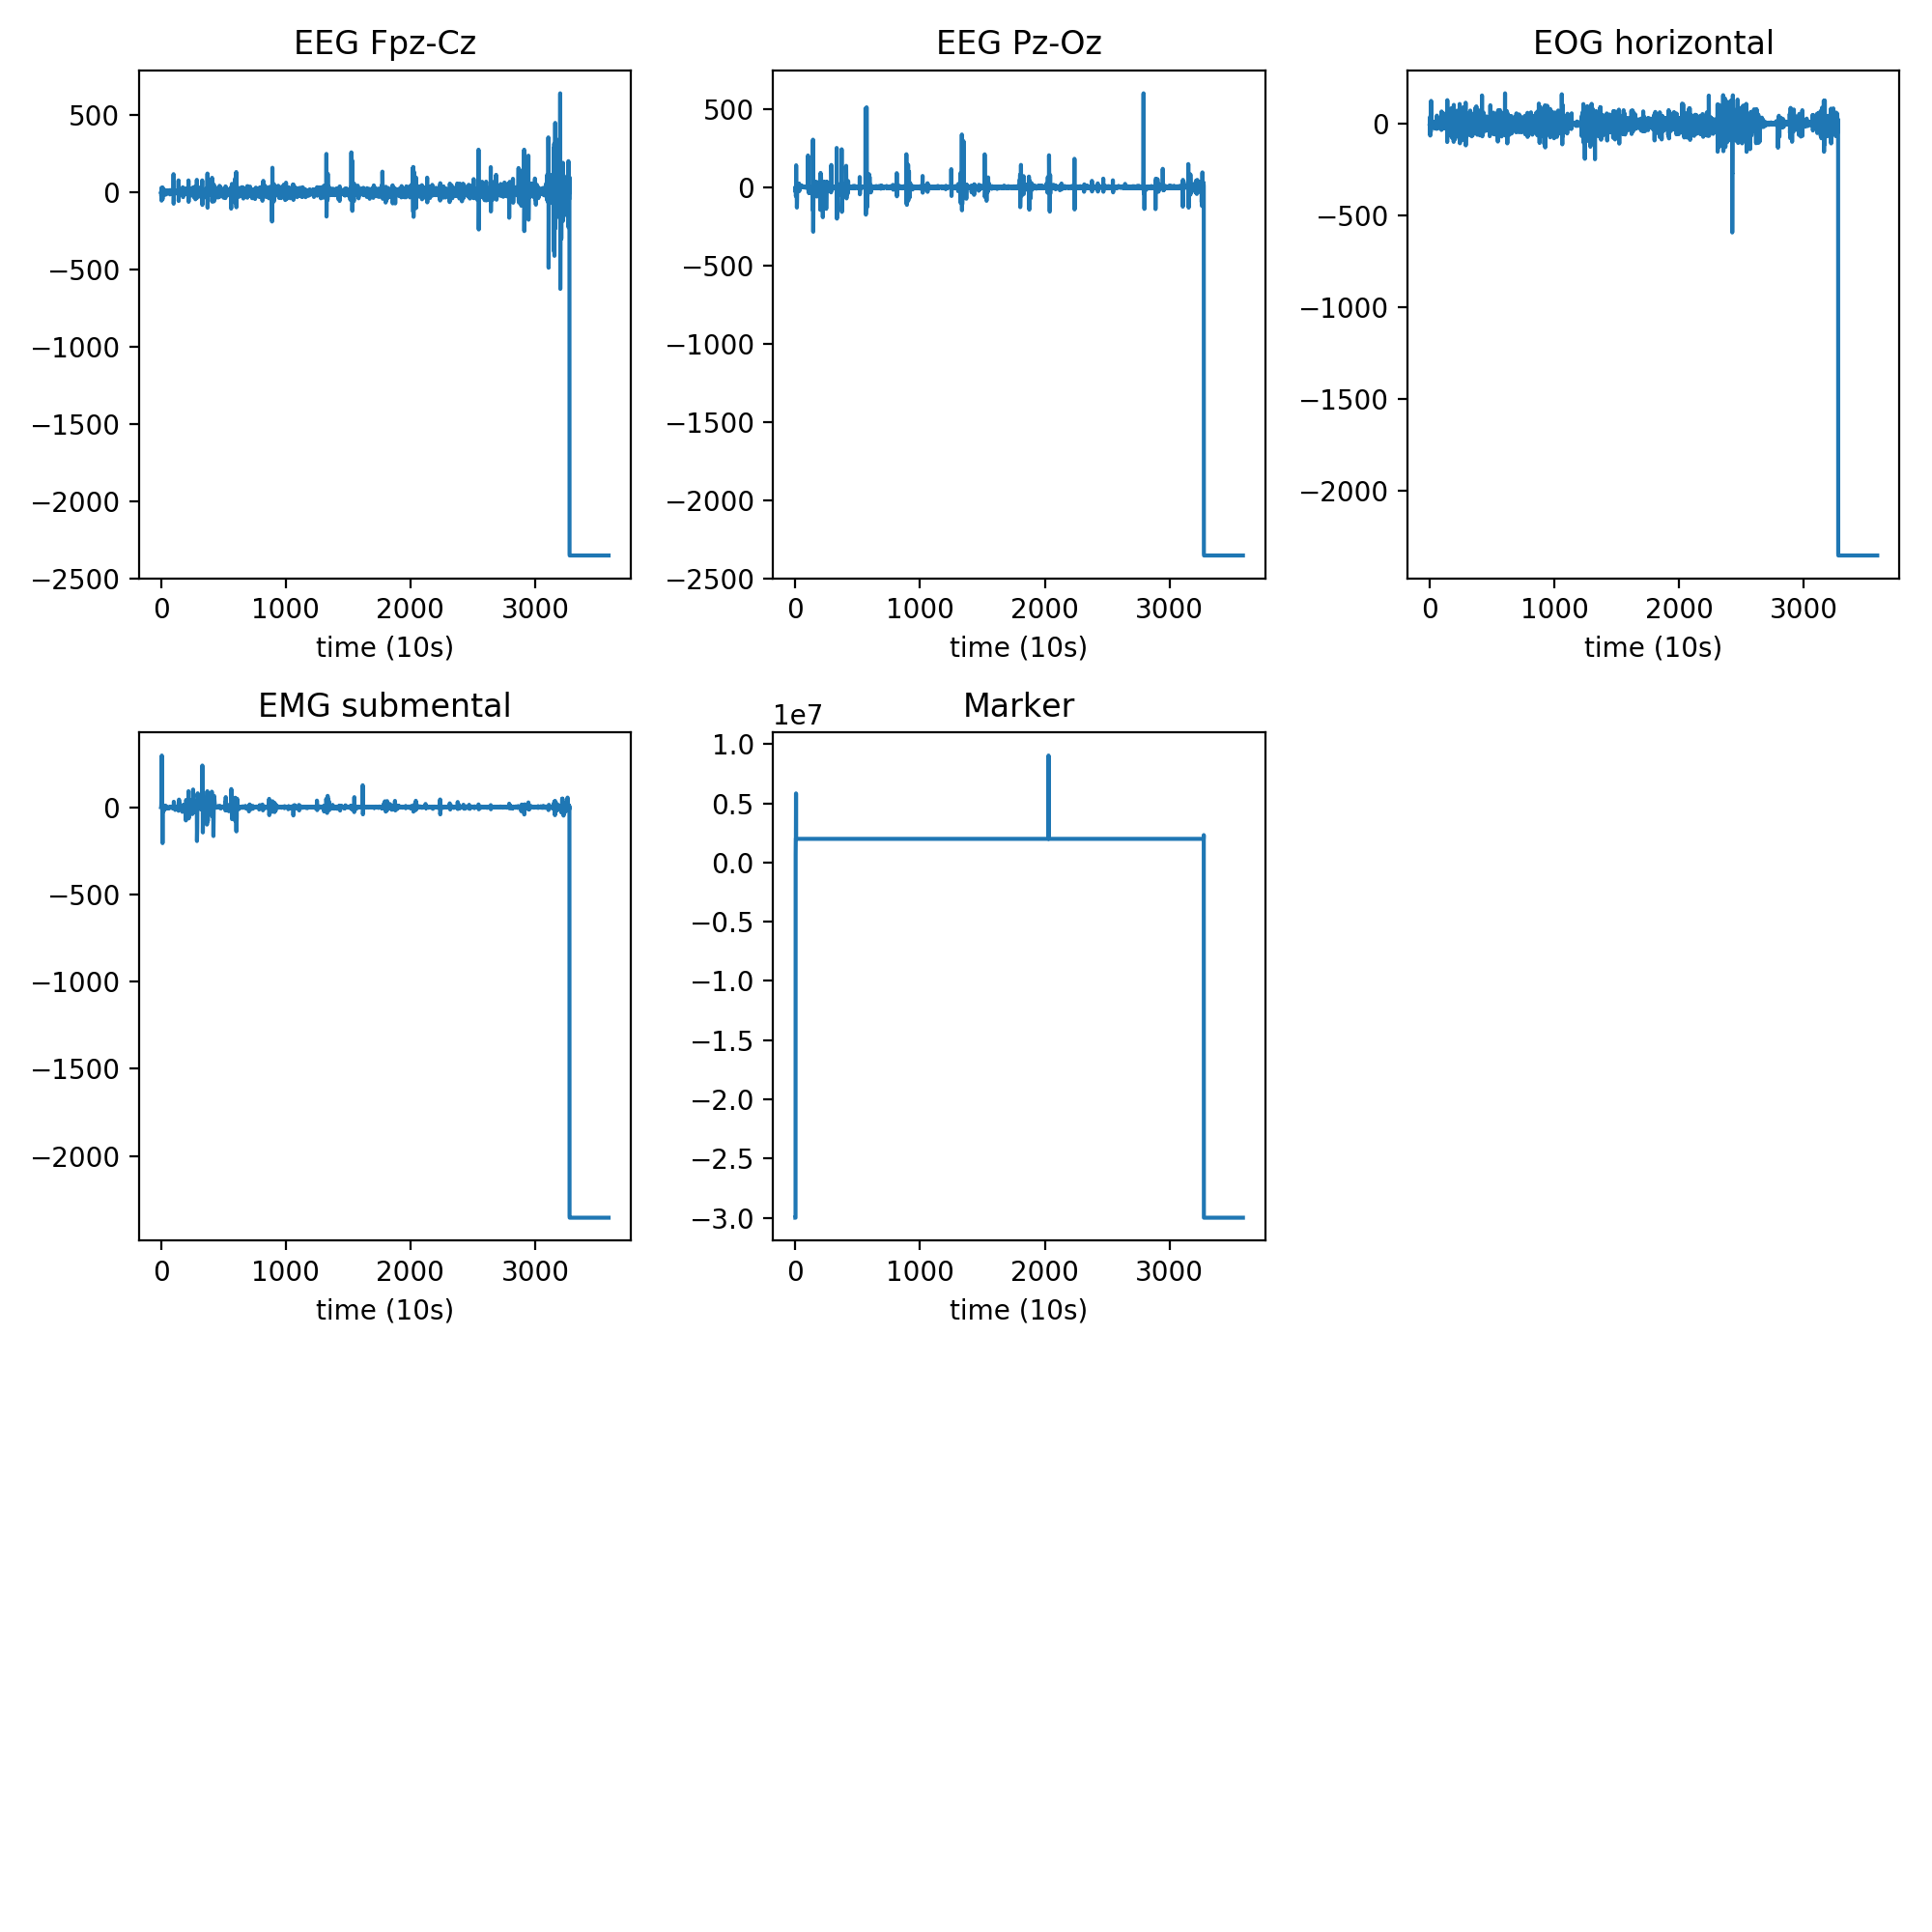 EEG Fpz-Cz
500
0
−500
−1000
−1500
−2000
−2500
0 1000 2000 3000
time (10s)
EEG Pz-Oz
500
0
−500
−1000
−1500
−2000
−2500
0 1000 2000 3000
time (10s)
EOG horizontal
0
−500
−1000
−1500
−2000
0 1000 2000 3000
time (10s)
EMG submental
0
−500
−1000
−1500
−2000
0 1000 2000 3000
time (10s)
Marker
1e7
1.0
0.5
0.0
−0.5
−1.0
−1.5
−2.0
−2.5
−3.0
0 1000 2000 3000
time (10s)